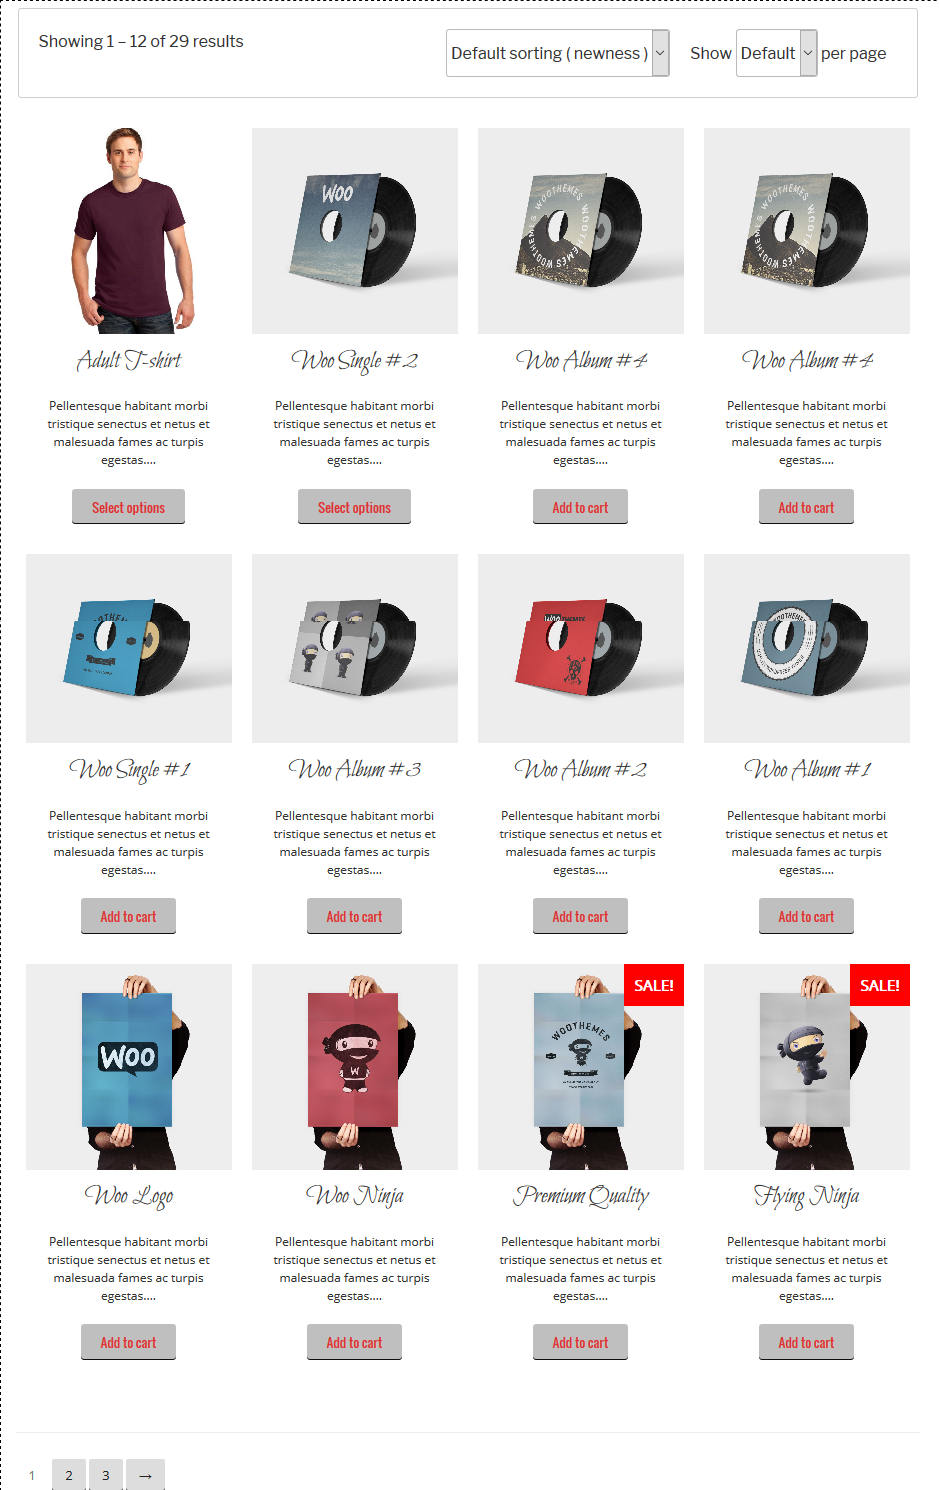 Showing 1 – 12 of 29 results
Default sorting ( newness )
Show Default per page
WOO
WOOTHEMES WOOTHEMES WOOTHEMES
WOOTHEMES WOOTHEMES WOOTHEMES
Adult T-shirt
Woo Single #2
Woo Album #4
Woo Album #4
Pellentesque habitant morbi
tristique senectus et netus et
malesuada fames ac turpis
egestas....
Pellentesque habitant morbi
tristique senectus et netus et
malesuada fames ac turpis
egestas....
Pellentesque habitant morbi
tristique senectus et netus et
malesuada fames ac turpis
egestas....
Pellentesque habitant morbi
tristique senectus et netus et
malesuada fames ac turpis
egestas....
Select options
Select options
Add to cart
Add to cart
Woo Single #1
Woo Album #3
Woo Album #2
Woo Album #1
Pellentesque habitant morbi
tristique senectus et netus et
malesuada fames ac turpis
egestas....
Pellentesque habitant morbi
tristique senectus et netus et
malesuada fames ac turpis
egestas....
Pellentesque habitant morbi
tristique senectus et netus et
malesuada fames ac turpis
egestas....
Pellentesque habitant morbi
tristique senectus et netus et
malesuada fames ac turpis
egestas....
Add to cart
Add to cart
Add to cart
Add to cart
SALE!
SALE!
WOO
W
WOOTHEMES
Woo Logo
Woo Ninja
Premium Quality
Flying Ninja
Pellentesque habitant morbi
tristique senectus et netus et
malesuada fames ac turpis
egestas....
Pellentesque habitant morbi
tristique senectus et netus et
malesuada fames ac turpis
egestas....
Pellentesque habitant morbi
tristique senectus et netus et
malesuada fames ac turpis
egestas....
Pellentesque habitant morbi
tristique senectus et netus et
malesuada fames ac turpis
egestas....
Add to cart
Add to cart
Add to cart
Add to cart
1 2 3 →